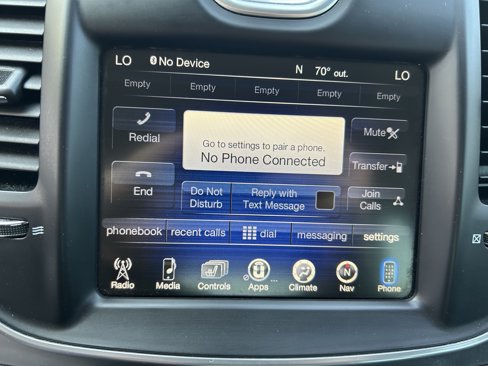 LO No Device N 70° out. LO
Empty Empty Empty Empty Empty
Redial
Go to settings to pair a phone.
No Phone Connected
Mute
Transfer
End
Do Not
Disturb
Reply with
Text Message
Join
Calls
phonebook recent calls dial messaging settings
Radio Media Controls Apps Climate Nav Phone